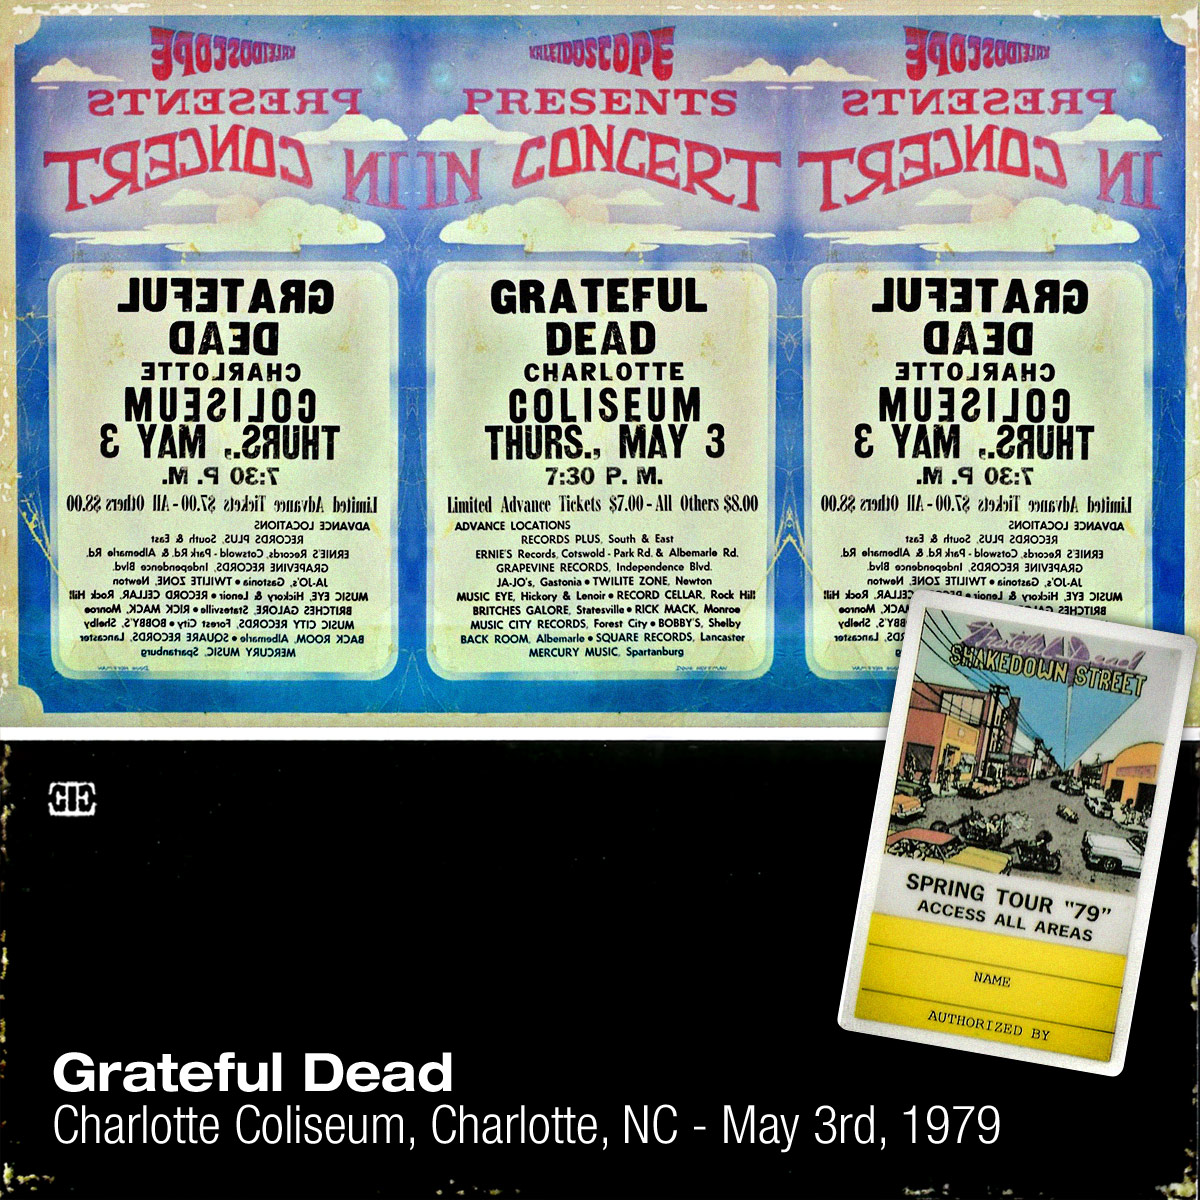 KALEIDOSCOPE
PRESENTS
IN CONCERT
GRATEFUL
DEAD
CHARLOTTE
COLISEUM
THURS., MAY 3
7:30 P. M.
Limited Advance Tickets $7.00 - All Others $8.00
ADVANCE LOCATIONS
RECORDS PLUS, South & East
ERNIE'S Records, Cotswold - Park Rd. & Albemarle Rd.
GRAPEVINE RECORDS, Independence Blvd.
JA-JO's, Gastonia • TWILITE ZONE, Newton
MUSIC EYE, Hickory & Lenoir • RECORD CELLAR, Rock Hill
BRITCHES GALORE, Statesville • RICK MACK, Monroe
MUSIC CITY RECORDS, Forest City • BOBBY'S, Shelby
BACK ROOM, Albemarle • SQUARE RECORDS, Lancaster
MERCURY MUSIC, Spartanburg
Grateful Dead
SHAKEDOWN STREET
SPRING TOUR "79"
ACCESS ALL AREAS
NAME
AUTHORIZED BY
Grateful Dead
Charlotte Coliseum, Charlotte, NC - May 3rd, 1979